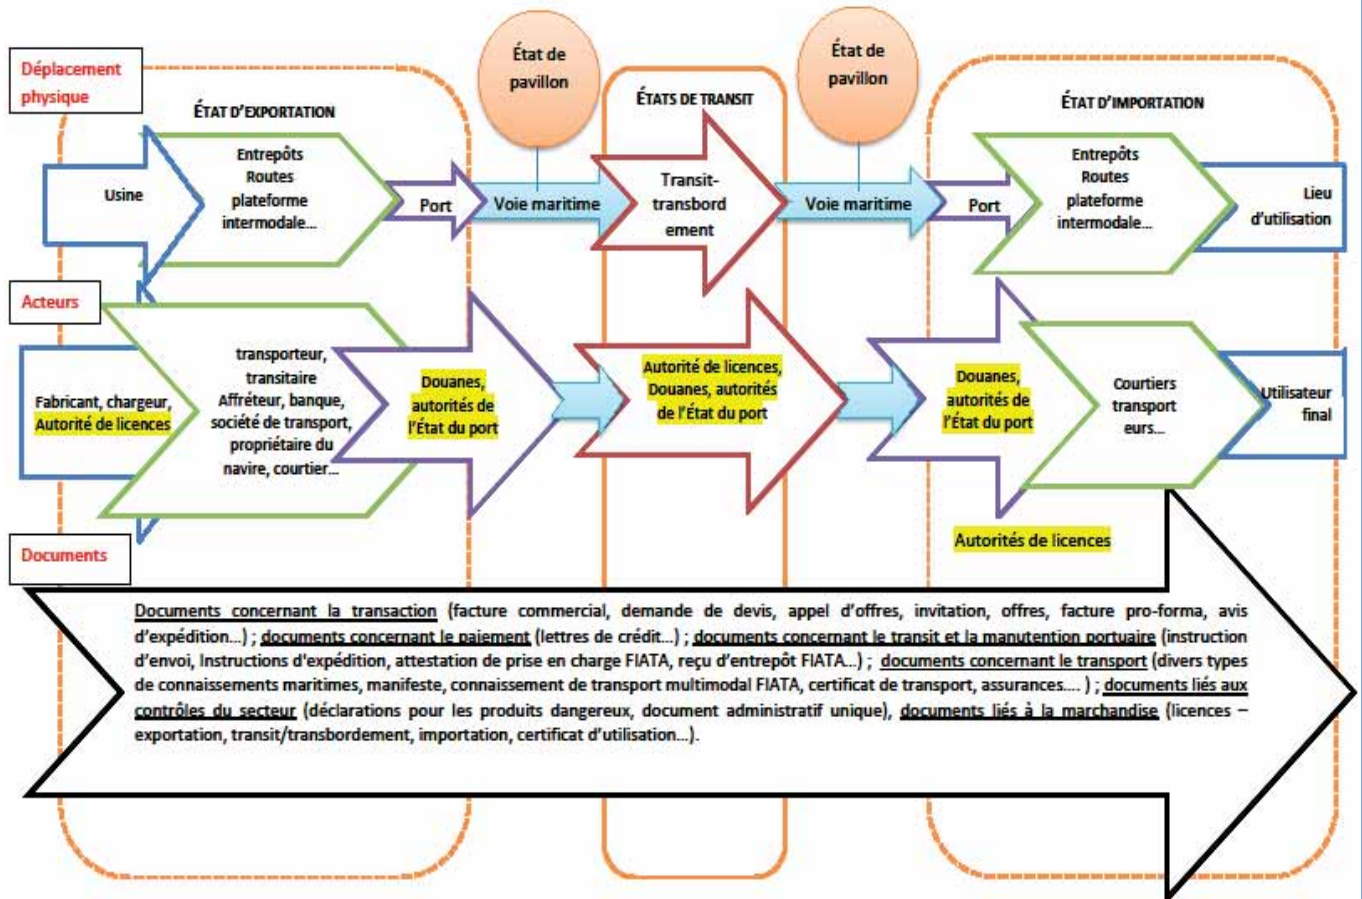 Déplacement
physique
État de
pavillon
État de
pavillon
ÉTAT D'EXPORTATION
ÉTATS DE TRANSIT
ÉTAT D'IMPORTATION
Usine
Entrepôts
Routes
plateforme
intermodale...
Port
Voie maritime
Transit-
transbord
ement
Voie maritime
Port
Entrepôts
Routes
plateforme
intermodale...
Lieu
d'utilisation
Acteurs
Fabricant, chargeur,
Autorité de licences
transporteur,
transitaire
Affréteur, banque,
société de transport,
propriétaire du
navire, courtier...
Douanes,
autorités de
l'État du port
Autorité de licences,
Douanes, autorités
de l'État du port
Douanes,
autorités de
l'État du port
Courtiers
transport
eurs...
Utilisateur
final
Autorités de licences
Documents
Documents concernant la transaction (facture commercial, demande de devis, appel d'offres, invitation, offres, facture pro-forma, avis
d'expédition...) ; documents concernant le paiement (lettres de crédit...) ; documents concernant le transit et la manutention portuaire (instruction
d'envoi, Instructions d'expédition, attestation de prise en charge FIATA, reçu d'entrepôt FIATA...) ; documents concernant le transport (divers types
de connaissements maritimes, manifeste, connaissement de transport multimodal FIATA, certificat de transport, assurances.... ) ; documents liés aux
contrôles du secteur (déclarations pour les produits dangereux, document administratif unique), documents liés à la marchandise (licences –
exportation, transit/transbordement, importation, certificat d'utilisation...).